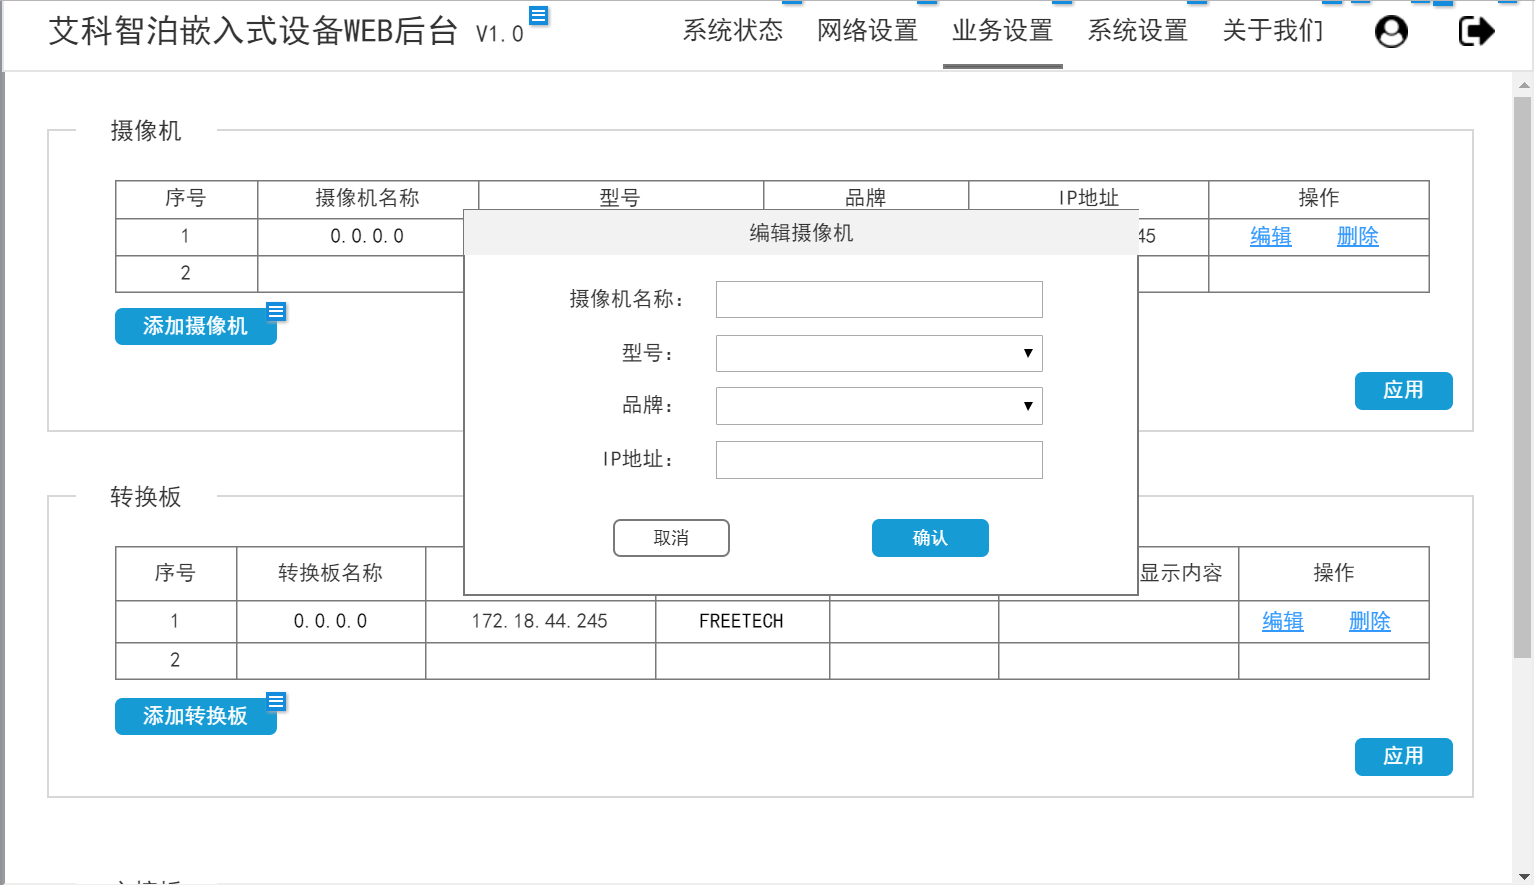 艾科智泊嵌入式设备WEB后台 V1.0 系统状态 网络设置 业务设置 系统设置 关于我们
摄像机
序号 摄像机名称 型号 品牌 IP地址 操作
1 0.0.0.0 45 编辑 删除
2
添加摄像机
应用
编辑摄像机
摄像机名称：
型号：
品牌：
IP地址：
取消 确认
转换板
序号 转换板名称 显示内容 操作
1 0.0.0.0 172.18.44.245 FREETECH 编辑 删除
2
添加转换板
应用